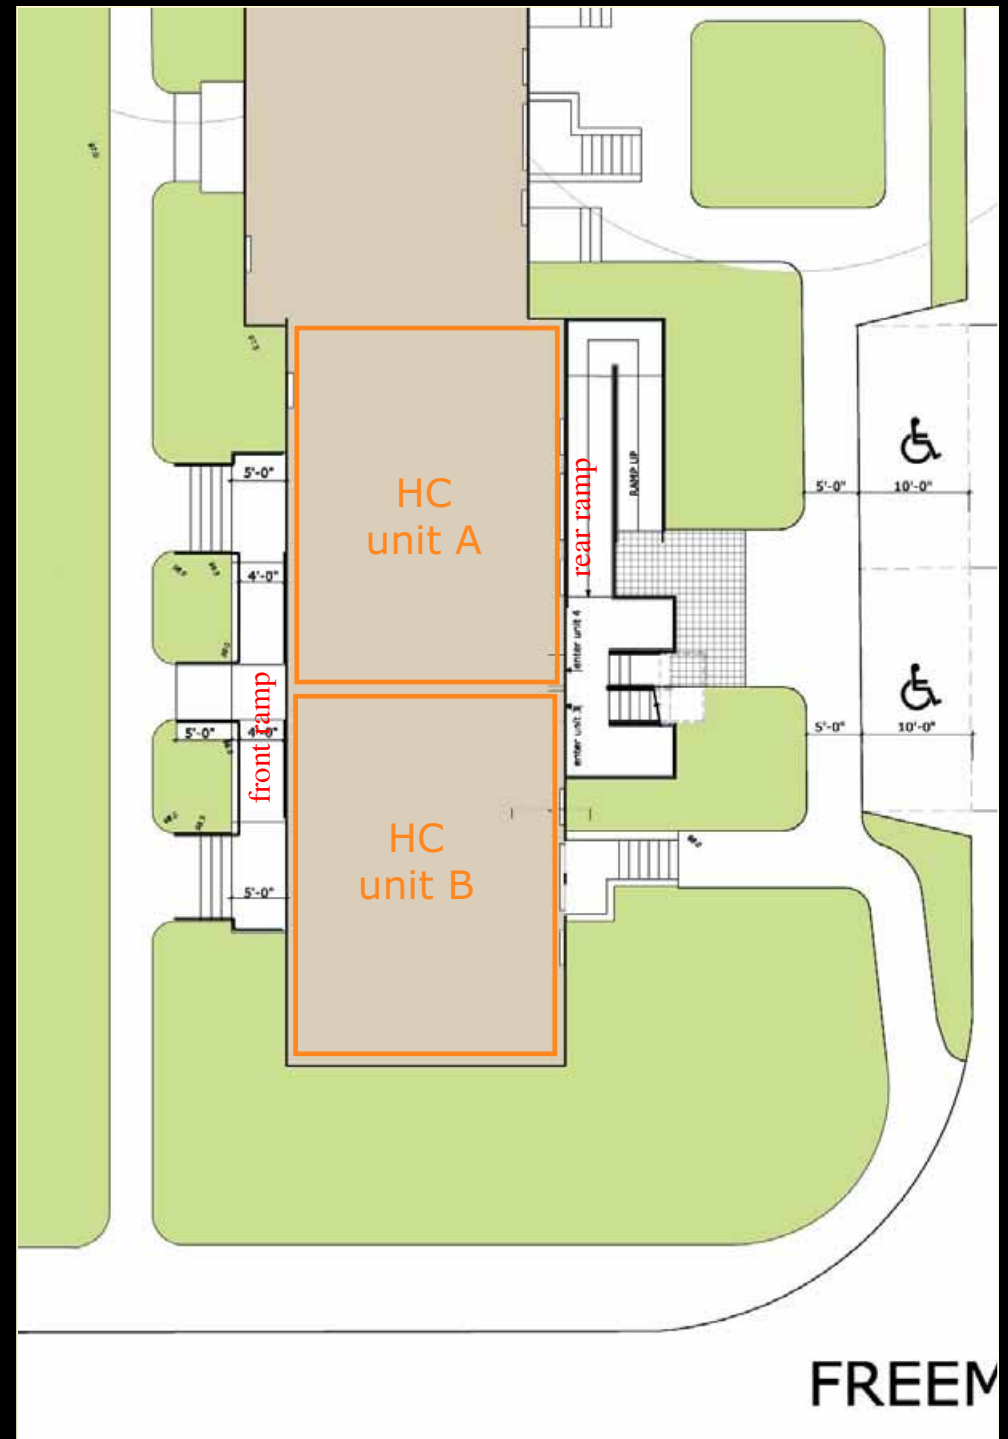 5'-0"
HC
unit A
RAMP UP
rear ramp
5'-0"
10'-0"
4'-0"
enter unit 4
front ramp
5'-0"
4'-0"
enter unit 3
5'-0"
10'-0"
HC
unit B
5'-0"
FREEM